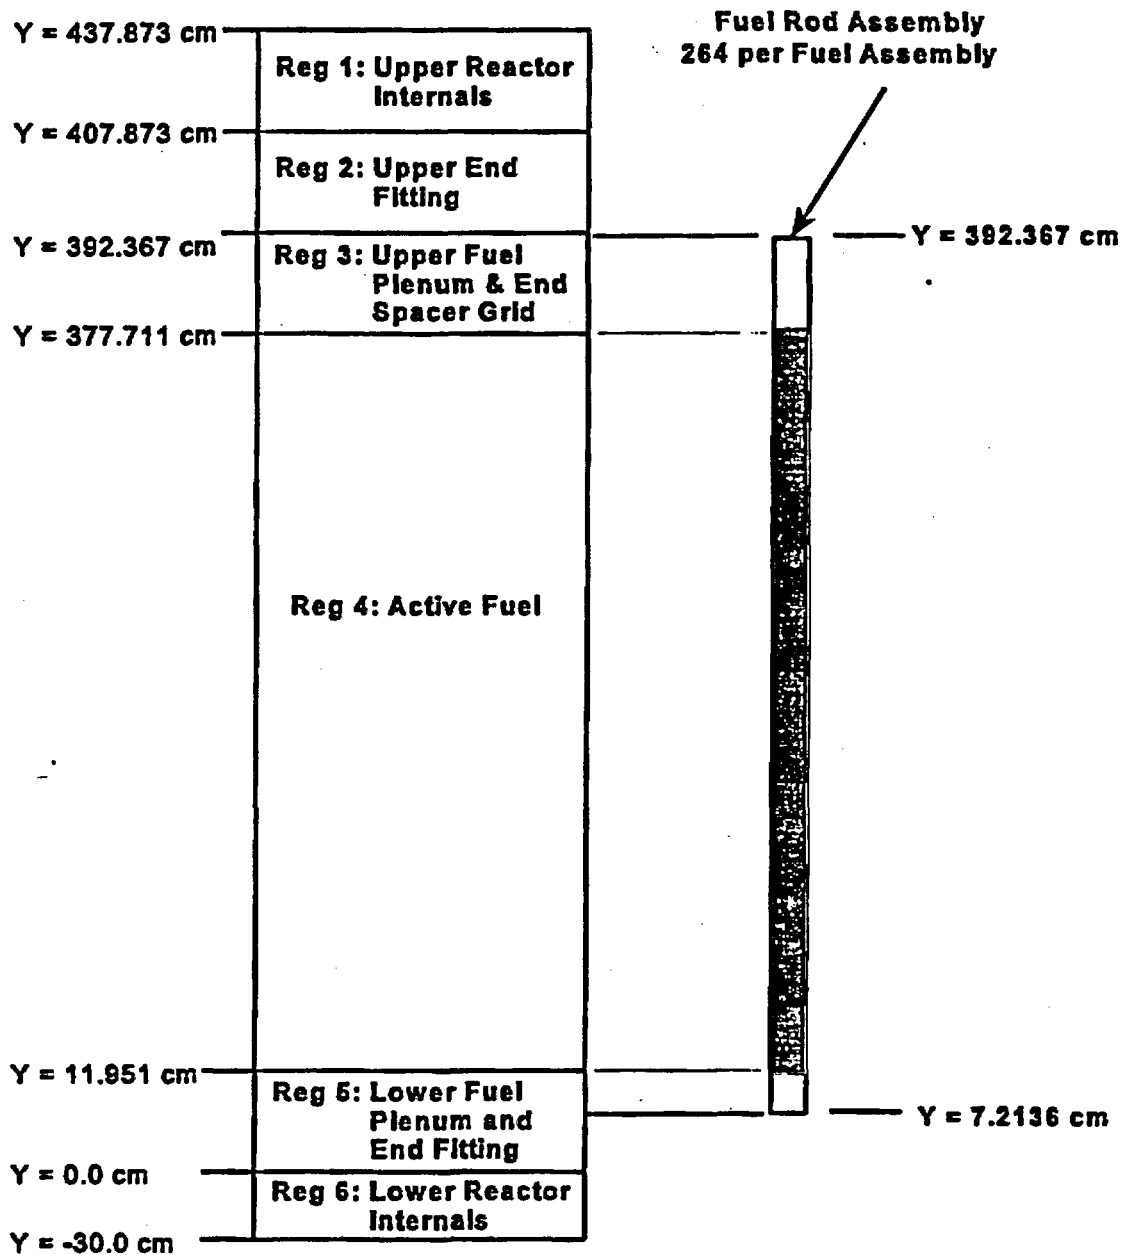 Y = 437.873 cm
Fuel Rod Assembly
264 per Fuel Assembly
Reg 1: Upper Reactor
Internals
Y = 407.873 cm
Reg 2: Upper End
Fitting
Y = 392.367 cm
Reg 3: Upper Fuel
Plenum & End
Spacer Grid
Y = 392.367 cm
Y = 377.711 cm
Reg 4: Active Fuel
Y = 11.951 cm
Reg 5: Lower Fuel
Plenum and
End Fitting
Y = 7.2136 cm
Y = 0.0 cm
Reg 6: Lower Reactor
Internals
Y = -30.0 cm